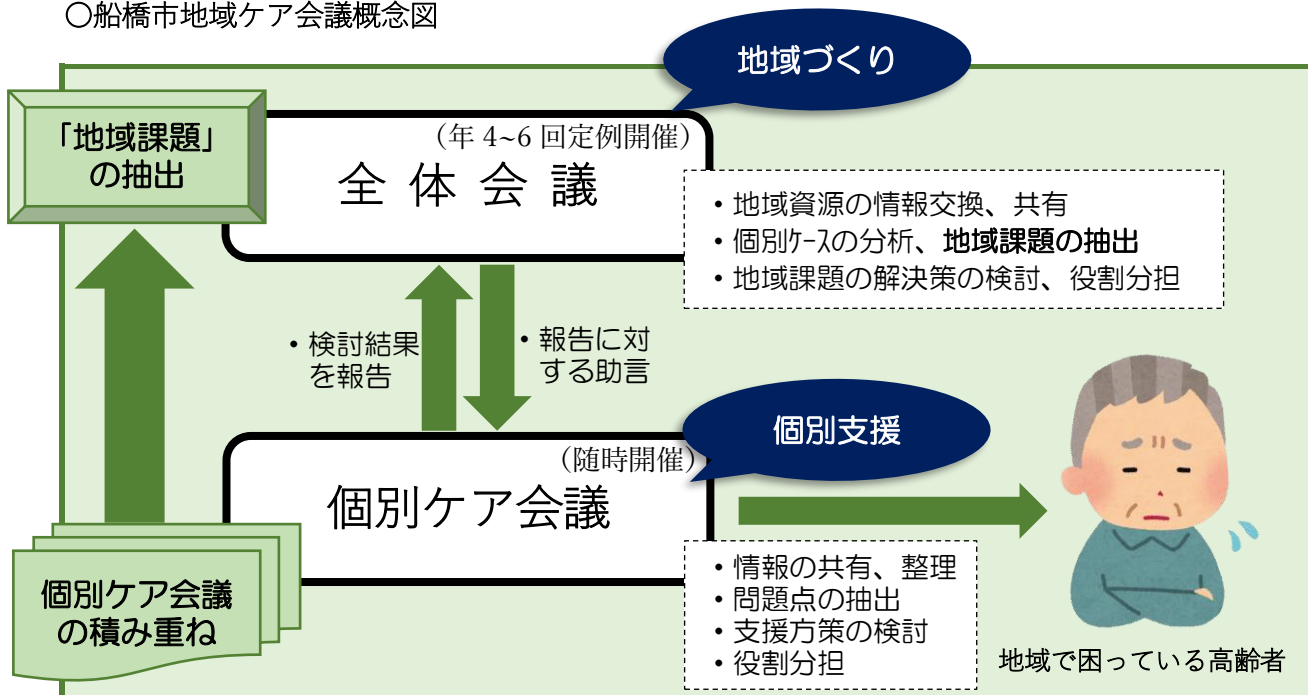 〇船橋市地域ケア会議概念図
地域づくり
「地域課題」
の抽出
(年 4~6 回定例開催)
全体会議
・地域資源の情報交換、共有
・個別ｹｰｽの分析、地域課題の抽出
・地域課題の解決策の検討、役割分担
・検討結果
を報告
・報告に対
する助言
個別支援
(随時開催)
個別ケア会議
個別ケア会議
の積み重ね
・情報の共有、整理
・問題点の抽出
・支援方策の検討
・役割分担
地域で困っている高齢者